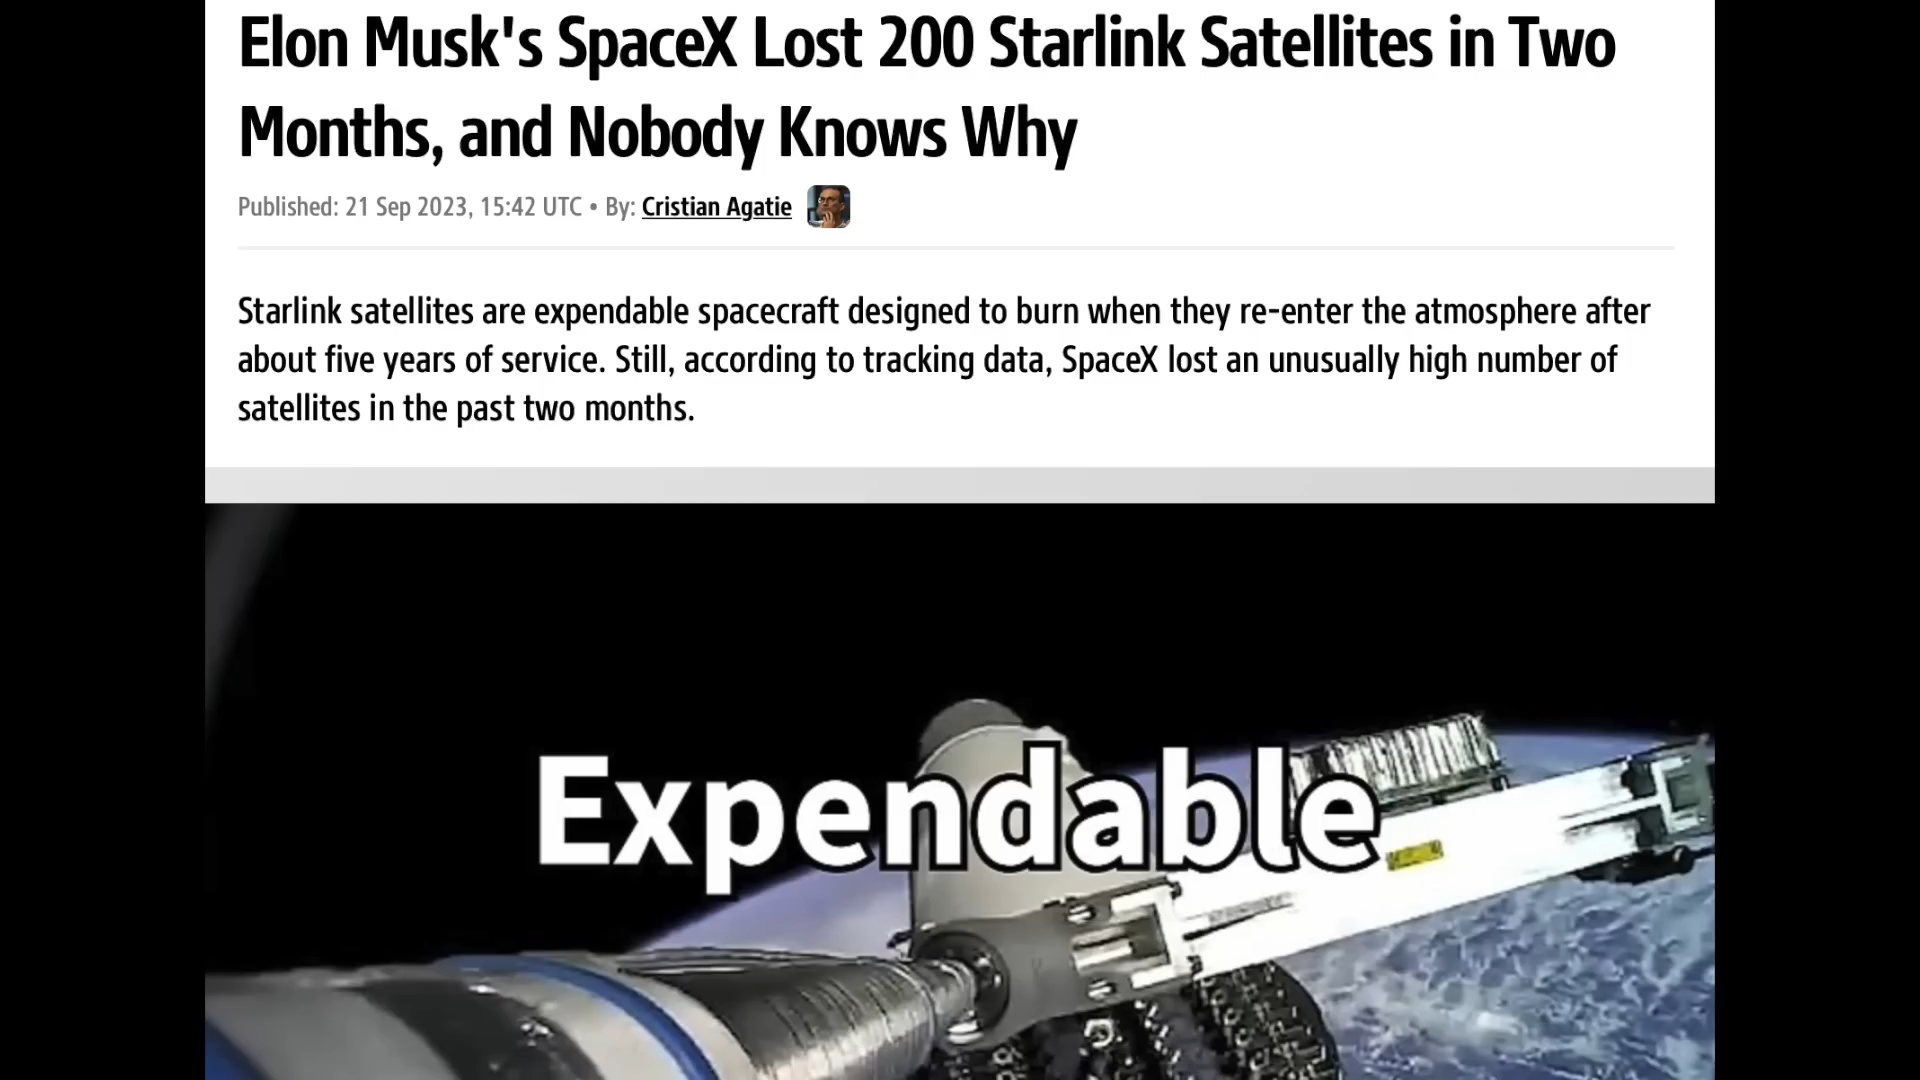 Elon Musk's SpaceX Lost 200 Starlink Satellites in Two
Months, and Nobody Knows Why
Published: 21 Sep 2023, 15:42 UTC • By: Cristian Agatie
Starlink satellites are expendable spacecraft designed to burn when they re-enter the atmosphere after
about five years of service. Still, according to tracking data, SpaceX lost an unusually high number of
satellites in the past two months.
Expendable